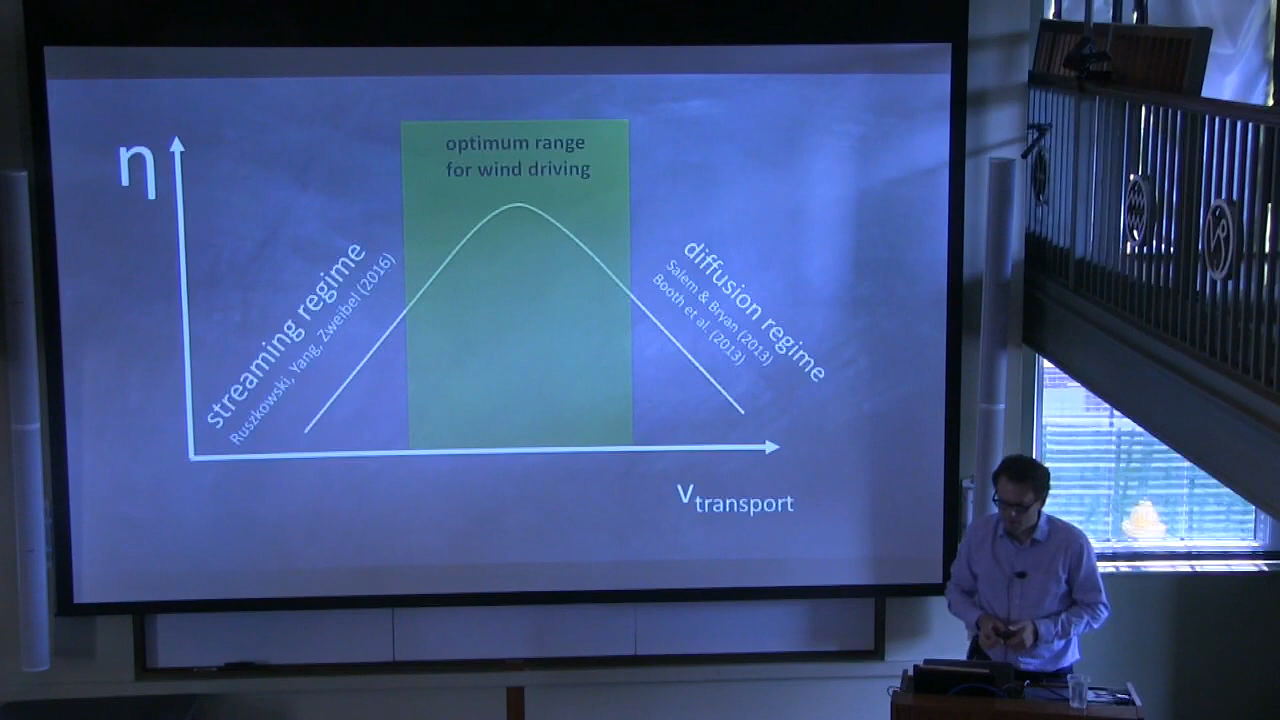 η
optimum range
for wind driving
streaming regime
Ruszkowski, Yang, Zweibel (2016)
diffusion regime
Salem & Bryan (2013)
Booth et al. (2013)
v transport